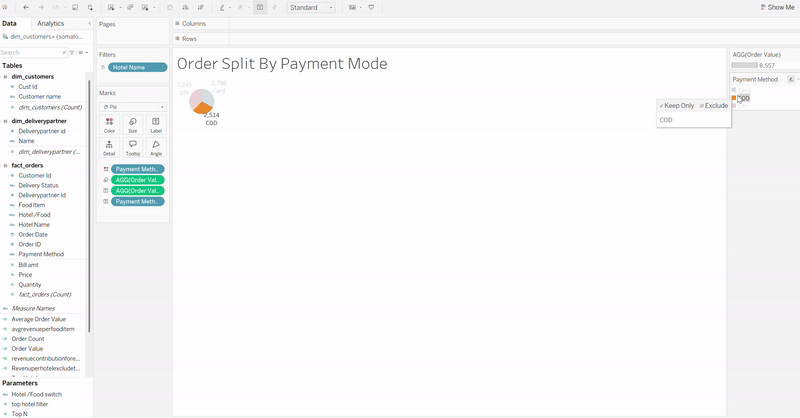 Standard
Show Me
Data
Analytics
dim_customers+ (somato...
Search
Tables
dim_customers
Cust Id
Customer name
dim_customers (Count)
dim_deliverypartner
Deliverypartner id
Name
dim_deliverypartner (...
fact_orders
Customer Id
Delivery Status
Deliverypartner Id
Food Item
Hotel /Food
Hotel Name
Order Date
Order ID
Payment Method
Bill amt
Price
Quantity
fact_orders (Count)
Measure Names
Average Order Value
avgrevenueperfooditem
Order Count
Order Value
revenuecontributionfore...
Revenueperhotelexcludet...
Parameters
Hotel /Food switch
top hotel filter
Top N
Pages
Filters
Hotel Name
Marks
Pie
Color
Size
Label
Detail
Tooltip
Angle
Payment Meth..
AGG(Order Val..
AGG(Order Val..
Payment Meth..
Columns
Rows
Order Split By Payment Mode
Card
UPI
2,514
COD
AGG(Order Value)
8,557
Payment Method
Card
COD
Keep Only
Exclude
COD